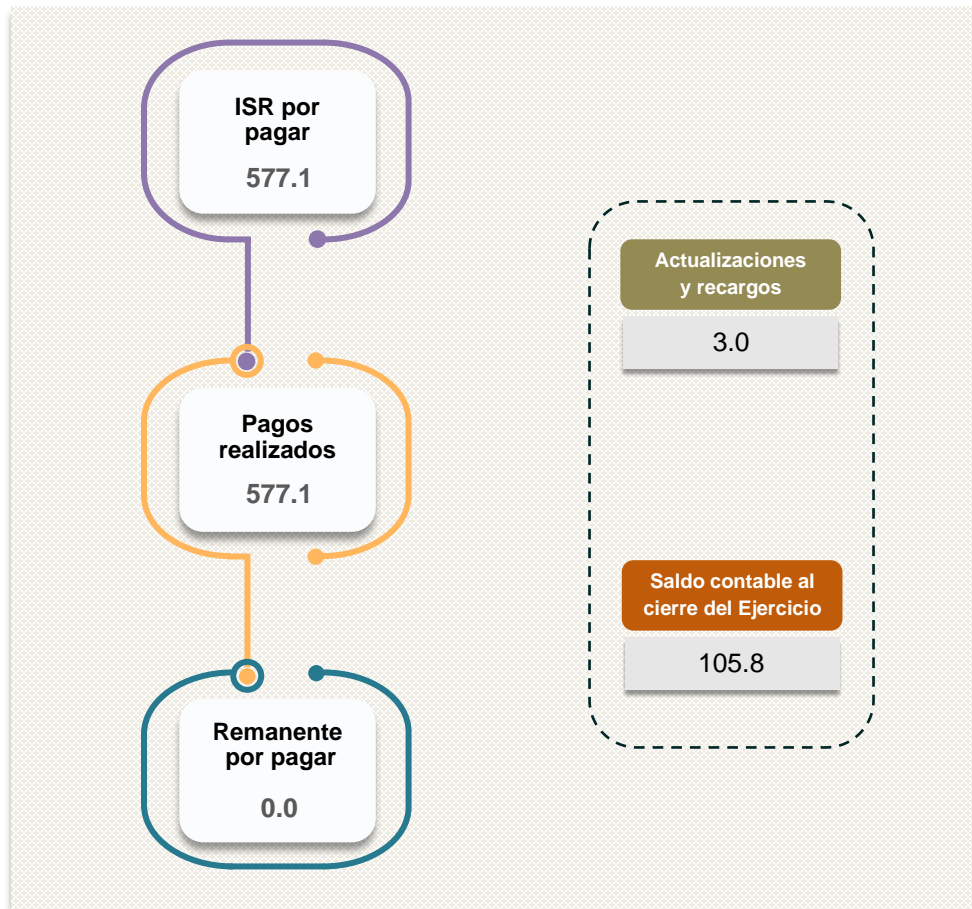 ISR por
pagar
577.1
Pagos
realizados
577.1
Remanente
por pagar
0.0
Actualizaciones
y recargos
3.0
Saldo contable al
cierre del Ejercicio
105.8